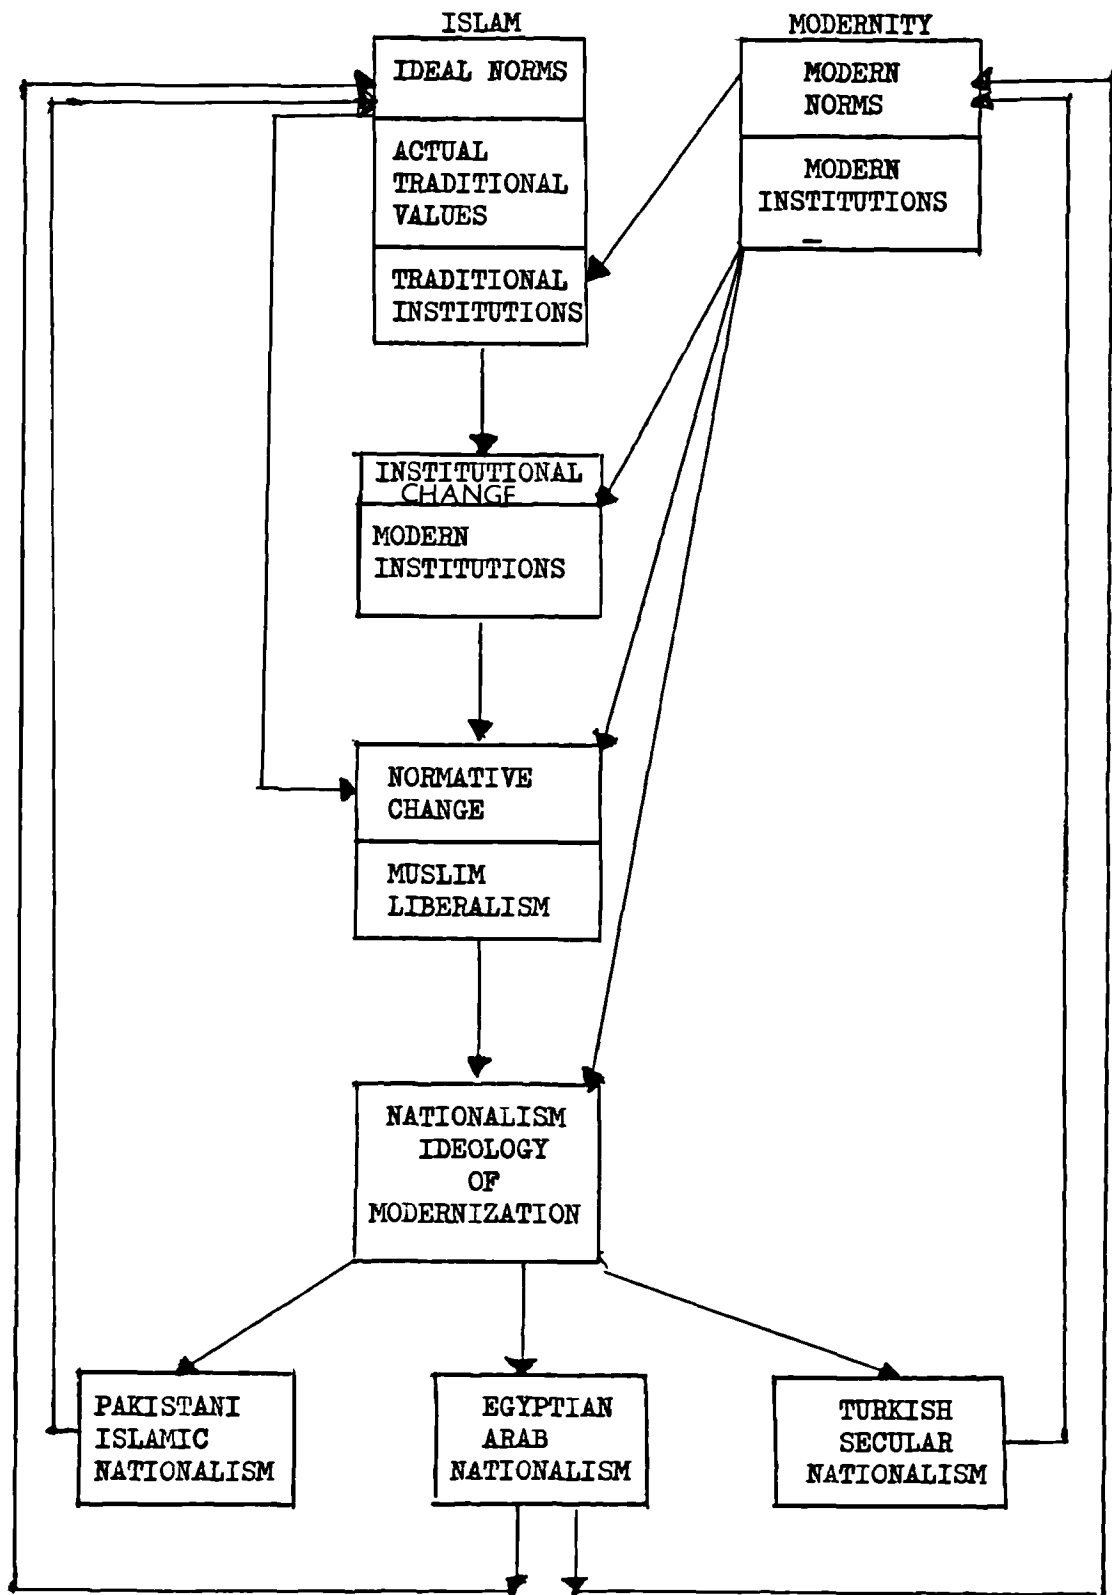 ISLAM
IDEAL NORMS
ACTUAL
TRADITIONAL
VALUES
TRADITIONAL
INSTITUTIONS
MODERNITY
MODERN
NORMS
MODERN
INSTITUTIONS
INSTITUTIONAL
CHANGE
MODERN
INSTITUTIONS
NORMATIVE
CHANGE
MUSLIM
LIBERALISM
NATIONALISM
IDEOLOGY
OF
MODERNIZATION
PAKISTANI
ISLAMIC
NATIONALISM
EGYPTIAN
ARAB
NATIONALISM
TURKISH
SECULAR
NATIONALISM